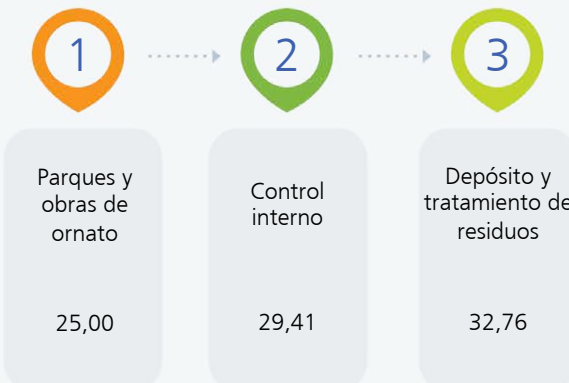 1
2
3
Parques y
obras de
ornato
25,00
Control
interno
29,41
Depósito y
tratamiento de
residuos
32,76